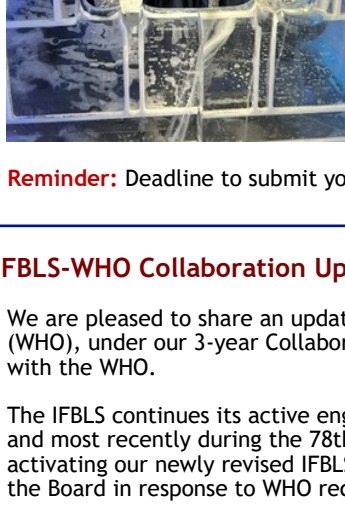 Reminder: Deadline to submit yo
FBLS-WHO Collaboration Up
We are pleased to share an updat
(WHO), under our 3-year Collabor
with the WHO.
The IFBLS continues its active eng
and most recently during the 78th
activating our newly revised IFBLS
the Board in response to WHO rec